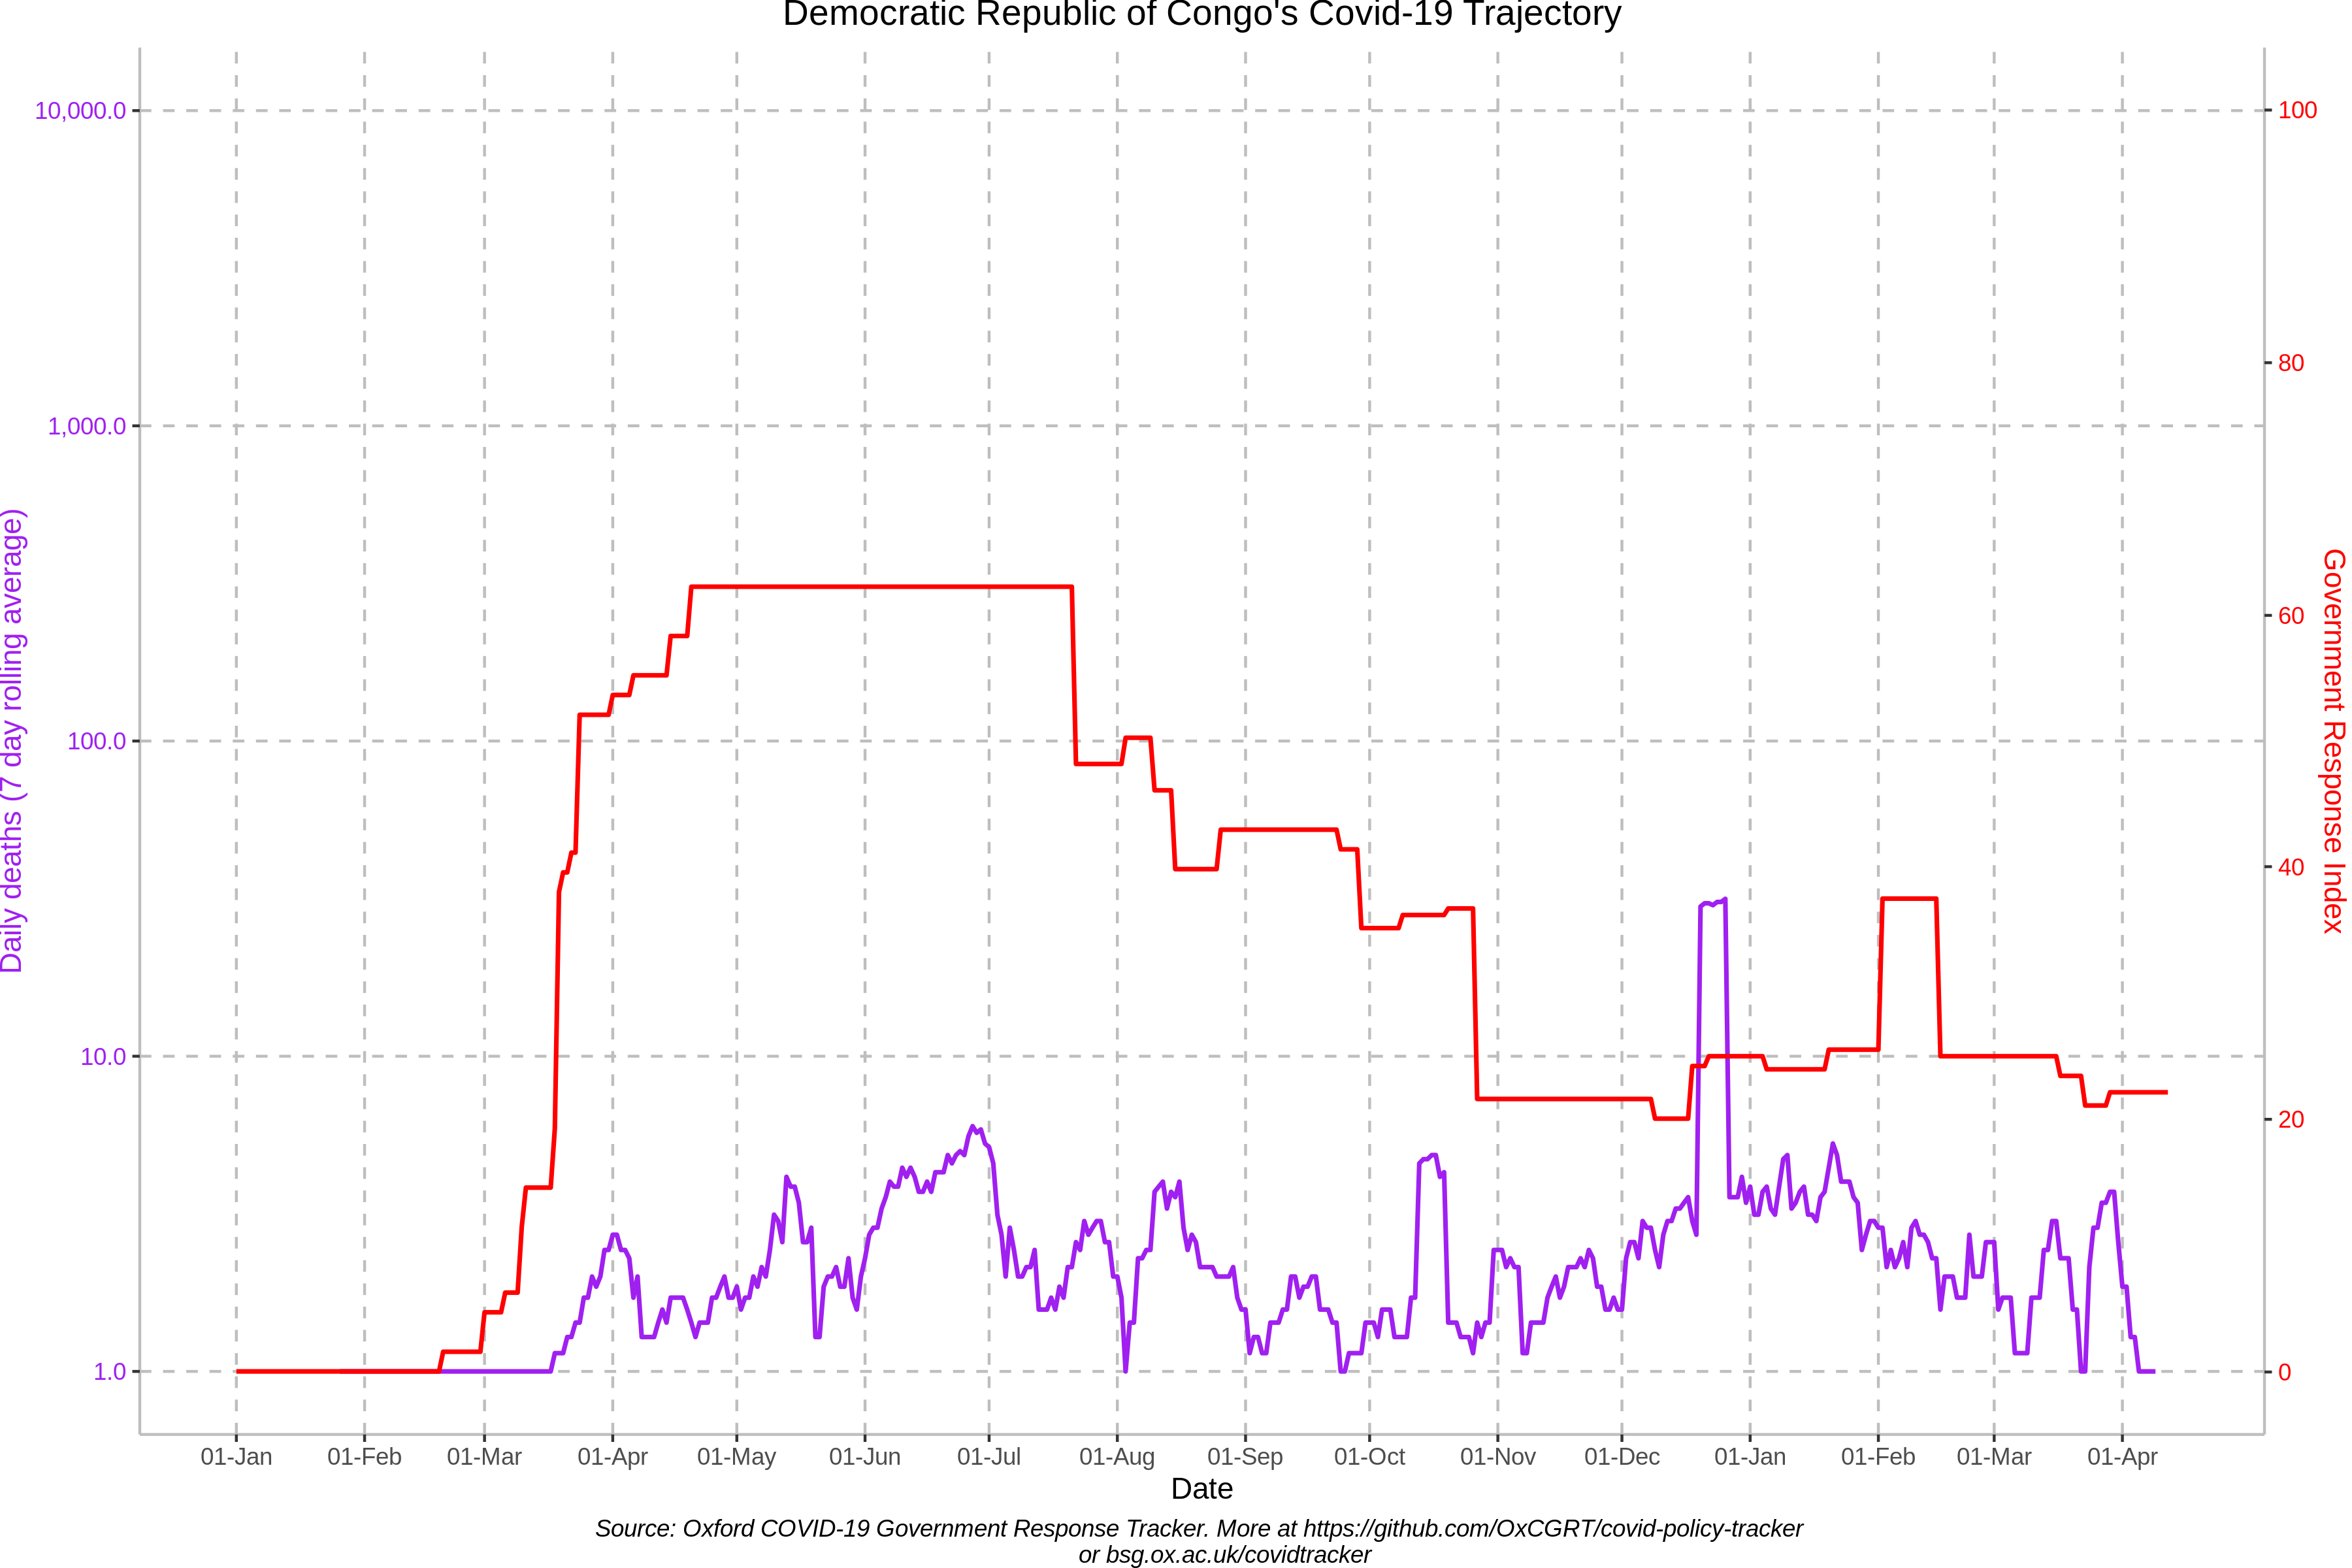 Democratic Republic of Congo's Covid-19 Trajectory
Daily deaths (7 day rolling average)
10,000.0
1,000.0
100.0
10.0
1.0
100
80
60
40
20
0
Government Response Index
01-Jan 01-Feb 01-Mar 01-Apr 01-May 01-Jun 01-Jul 01-Aug 01-Sep 01-Oct 01-Nov 01-Dec 01-Jan 01-Feb 01-Mar 01-Apr
Date
Source: Oxford COVID-19 Government Response Tracker. More at https://github.com/OxCGRT/covid-policy-tracker
or bsg.ox.ac.uk/covidtracker